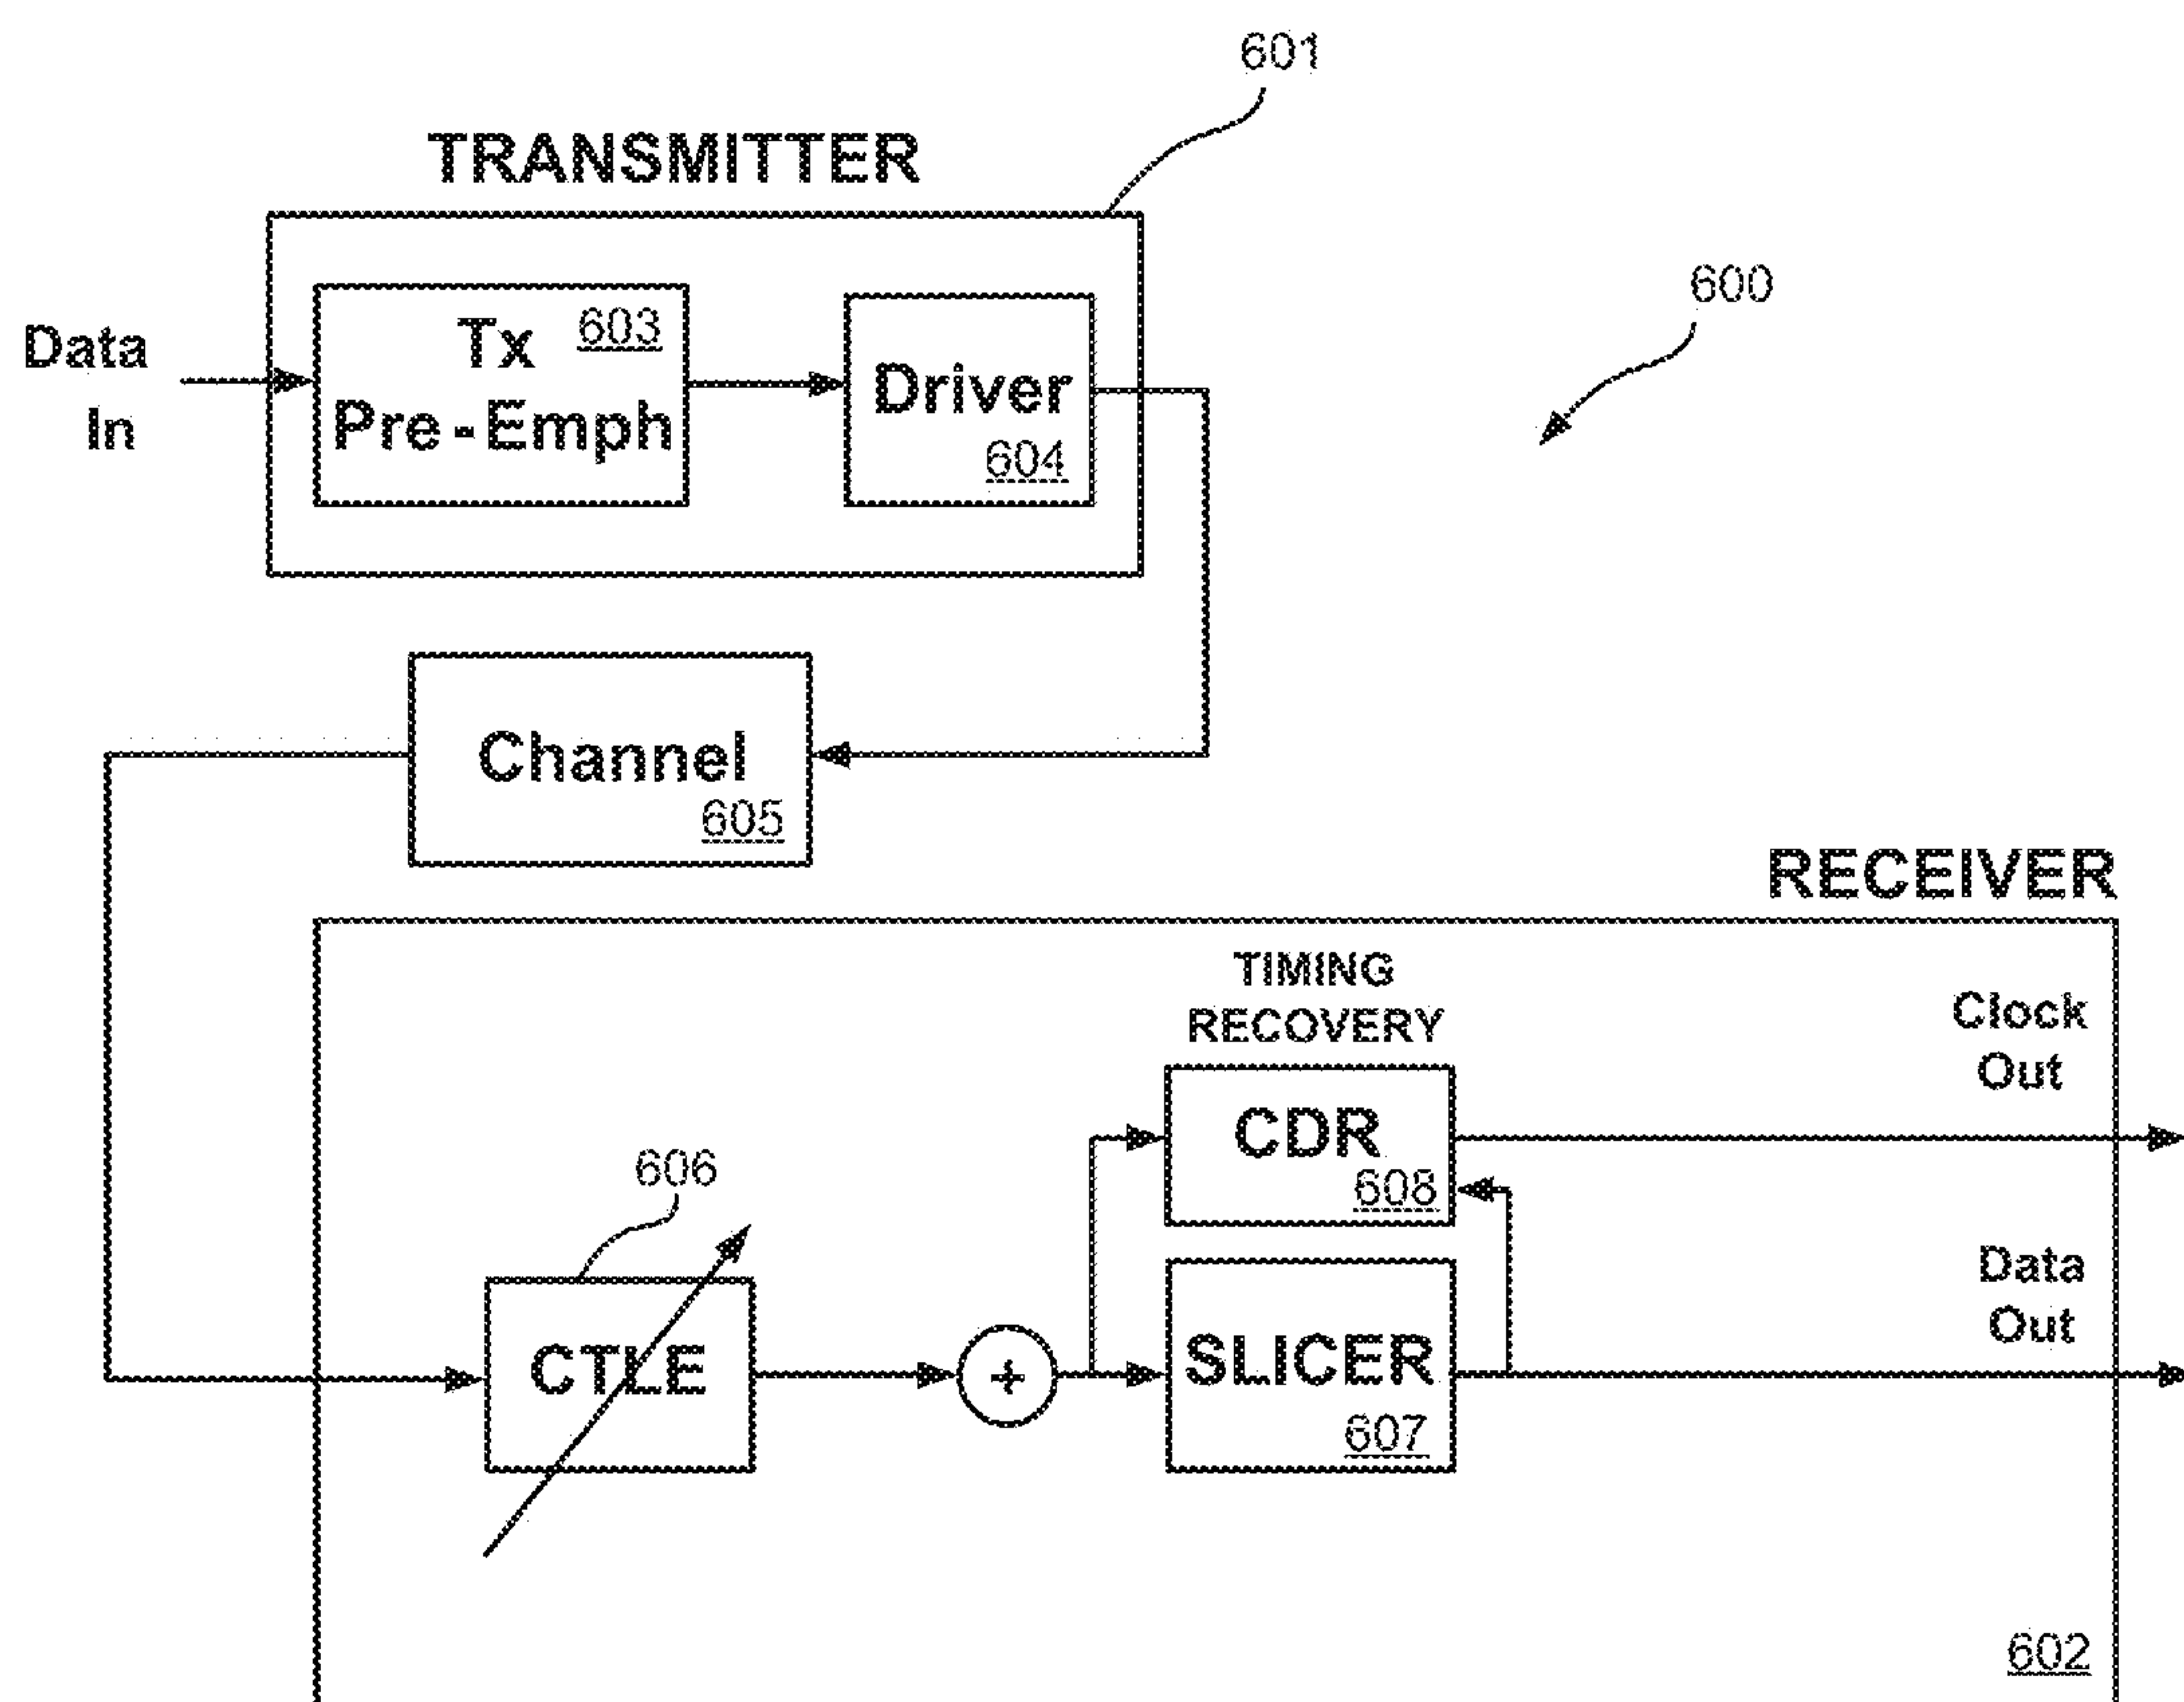 601
TRANSMITTER
600
Data
In
Tx 603
Pre-Emph
Driver
604
Channel
605
RECEIVER
TIMING
RECOVERY
Clock
Out
CDR
608
606
Data
Out
CTLE
+
SLICER
607
602